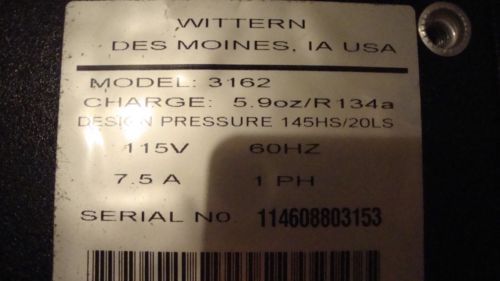 WITTERN
DES MOINES, IA USA
MODEL: 3162
CHARGE: 5.9oz/R134a
DESIGN PRESSURE 145HS/20LS
115V 60HZ
7.5 A 1 PH
SERIAL No. 114608803153